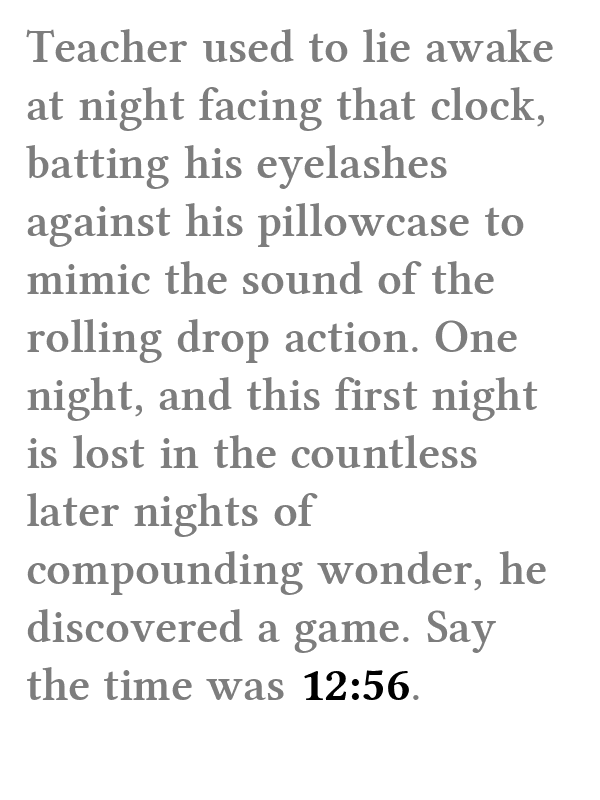 Teacher used to lie awake
at night facing that clock,
batting his eyelashes
against his pillowcase to
mimic the sound of the
rolling drop action. One
night, and this first night
is lost in the countless
later nights of
compounding wonder, he
discovered a game. Say
the time was 12:56.